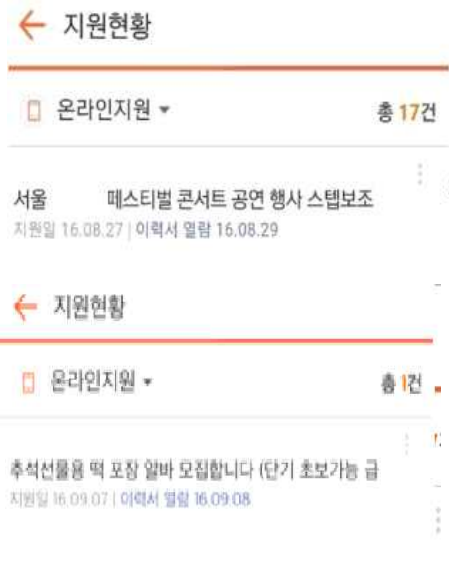 지원현황
온라인지원
총 17건
서울 페스티벌 콘서트 공연 행사 스텝보조
지원일 16.08.27 | 이력서 열람 16.08.29
지원현황
온라인지원
총 1건
추석선물용 떡 포장 알바 모집합니다 (단기 초보가능 급
지원일 16.09.07 | 이력서 열람 16.09.08